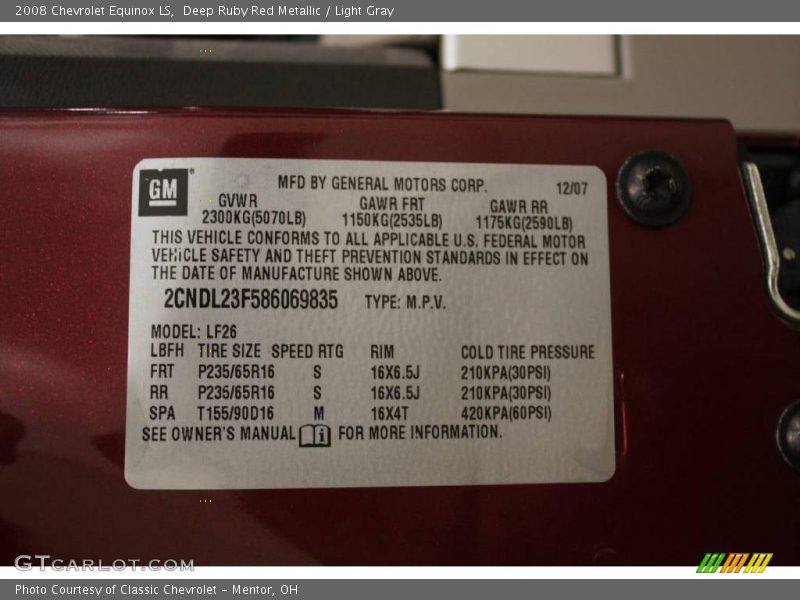 2008 Chevrolet Equinox LS,  Deep Ruby Red Metallic / Light Gray
GM
MFD BY GENERAL MOTORS CORP. 12/07
GVWR GAWR FRT GAWR RR
2300KG(5070LB) 1150KG(2535LB) 1175KG(2590LB)
THIS VEHICLE CONFORMS TO ALL APPLICABLE U.S. FEDERAL MOTOR
VEHICLE SAFETY AND THEFT PREVENTION STANDARDS IN EFFECT ON
THE DATE OF MANUFACTURE SHOWN ABOVE.
2CNDL23F586069835 TYPE: M.P.V.
MODEL: LF26
LBFH TIRE SIZE SPEED RTG RIM COLD TIRE PRESSURE
FRT P235/65R16 S 16X6.5J 210KPA(30PSI)
RR P235/65R16 S 16X6.5J 210KPA(30PSI)
SPA T155/90D16 M 16X4T 420KPA(60PSI)
SEE OWNER'S MANUAL FOR MORE INFORMATION.
GTCARLOT.COM
Photo Courtesy of Classic Chevrolet - Mentor, OH